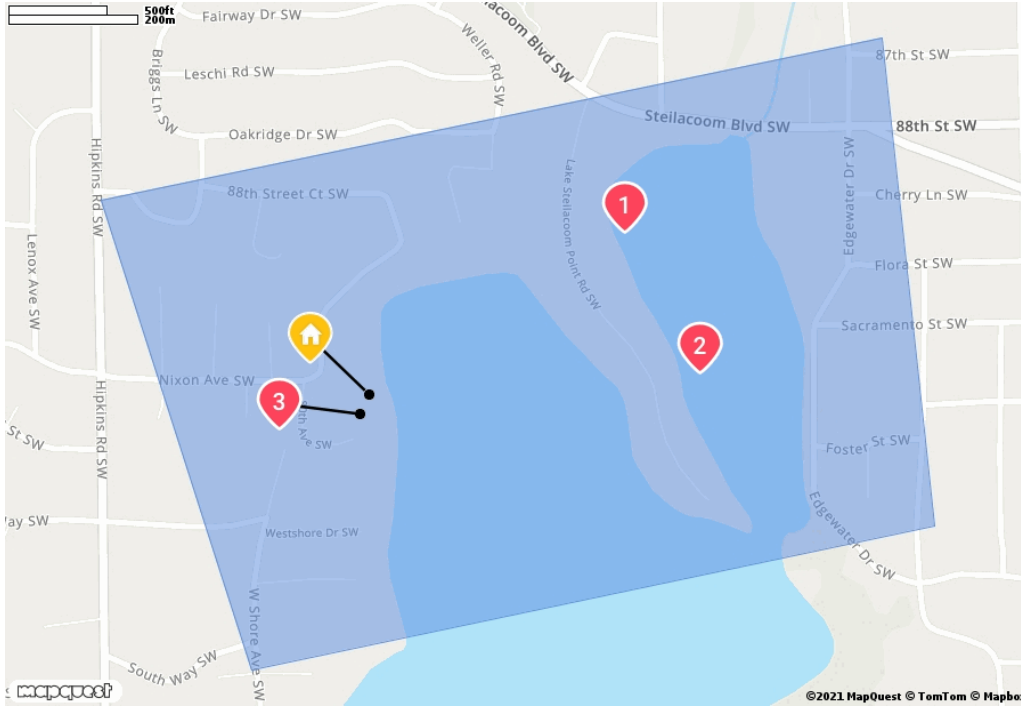 500ft
200m
Fairway Dr SW
Weller Rd SW
Steilacoom Blvd SW
87th St SW
Briggs Ln SW
Leschi Rd SW
Oakridge Dr SW
Steilacoom Blvd SW
88th St SW
Hipkins Rd SW
88th Street Ct SW
Lake Steilacoom Point Rd SW
1
Edgewater Dr SW
Cherry Ln SW
Lenox Ave SW
Flora St SW
2
Sacramento St SW
Nixon Ave SW
3
Hipkins Rd SW
Ave SW
St SW
Foster St SW
ay SW
Westshore Dr SW
Edgewater Dr SW
W Shore Ave SW
South Way SW
mapquest
©2021 MapQuest © TomTom © Mapbo